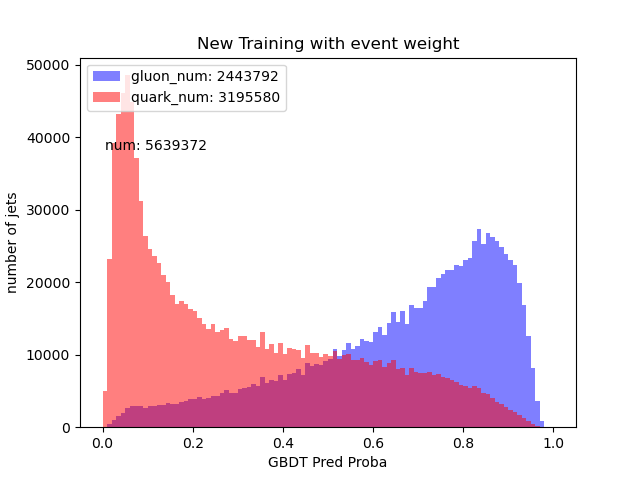 New Training with event weight
50000
40000
30000
20000
10000
0
number of jets
gluon_num: 2443792
quark_num: 3195580
num: 5639372
0.0 0.2 0.4 0.6 0.8 1.0
GBDT Pred Proba